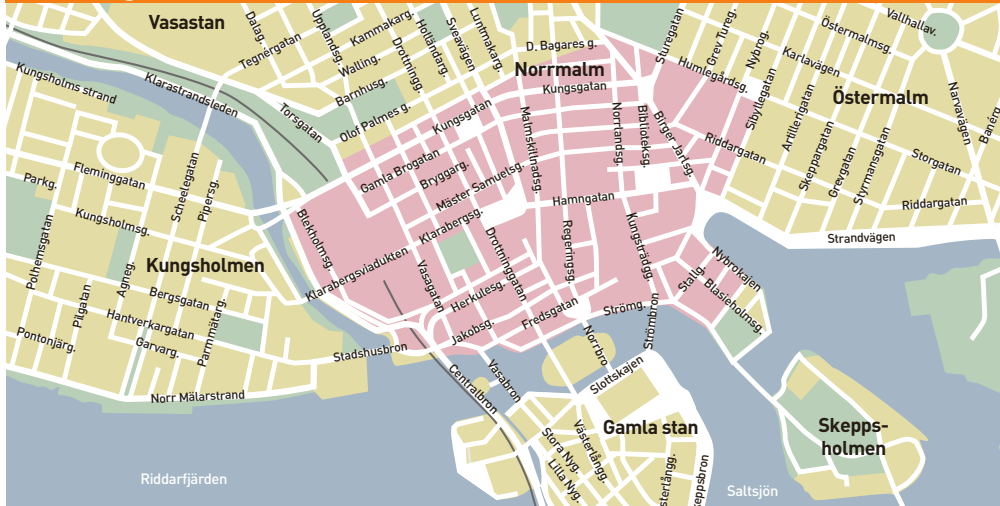 Vasastan
Dalag.
Upplandsg.
Tegnérgatan
Kammakarg.
Walling.
Barnhusg.
Drottningg.
Holländarg.
Sveavägen
Luntmakarg.
D. Bagares g.
Norrmalm
Kungsgatan
Sturegatan
Grev Tureg.
Humlegårdsg.
Nybrog.
Sibyllegatan
Östermalmsg.
Karlavägen
Vallhallav.
Östermalm
Artillerigatan
Skeppargatan
Grevgatan
Styrmansgatan
Narvavägen
Banérg
Storgatan
Riddargatan
Riddargatan
Strandvägen
Kungsholms strand
Klarastrandsleden
Torsgatan
Olof Palmes g.
Kungsgatan
Gamla Brogatan
Bryggarg.
Mäster Samuelsg.
Klarabergsg.
Malmskillnadsg.
Norrlandsg.
Biblioteksg.
Birger Jarlsg.
Hamngatan
Regeringsg.
Kungsträdgg.
Drottninggatan
Parkg.
Fleminggatan
Kungsholmsg.
Scheelegatan
Pipersg.
Polhemsgatan
Pilgatan
Agneg.
Kungsholmen
Bergsgatan
Hantverkargatan
Garvarg.
Parmmätarg.
Pontonjärg.
Norr Mälarstrand
Stadshusbron
Blekholmsg.
Klarabergsviadukten
Vasagatan
Herkulesg.
Jakobsg.
Fredsgatan
Strömg.
Strömbron
Stallg.
Nybrokajen
Blasieholmsg.
Centralbron
Vasabron
Norrbro
Slottskajen
Gamla stan
Stora Nyg.
Lilla Nyg.
Västerlångg.
sterlångg.
keppsbron
Skepps-
holmen
Riddarfjärden
Saltsjön